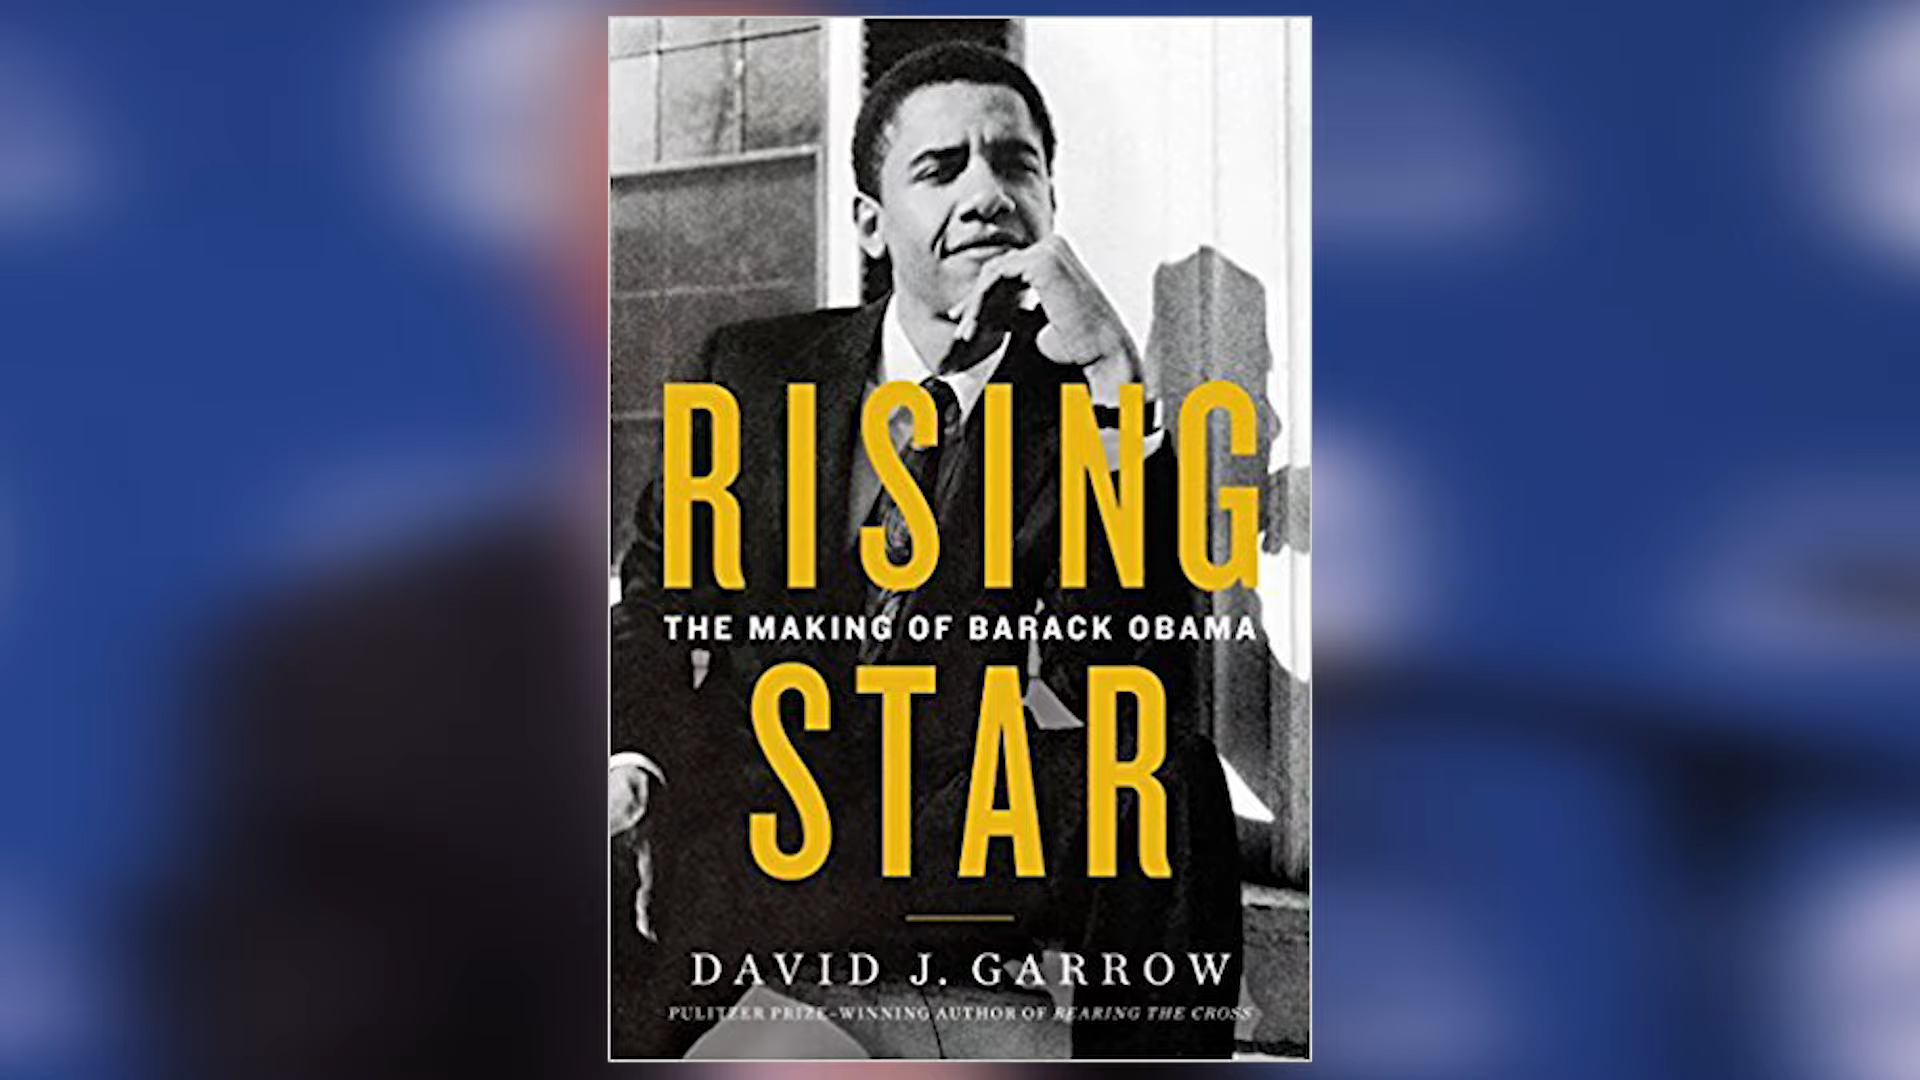 RISING
THE MAKING OF BARACK OBAMA
STAR
DAVID J. GARROW
PULITZER PRIZE–WINNING AUTHOR OF BEARING THE CROSS